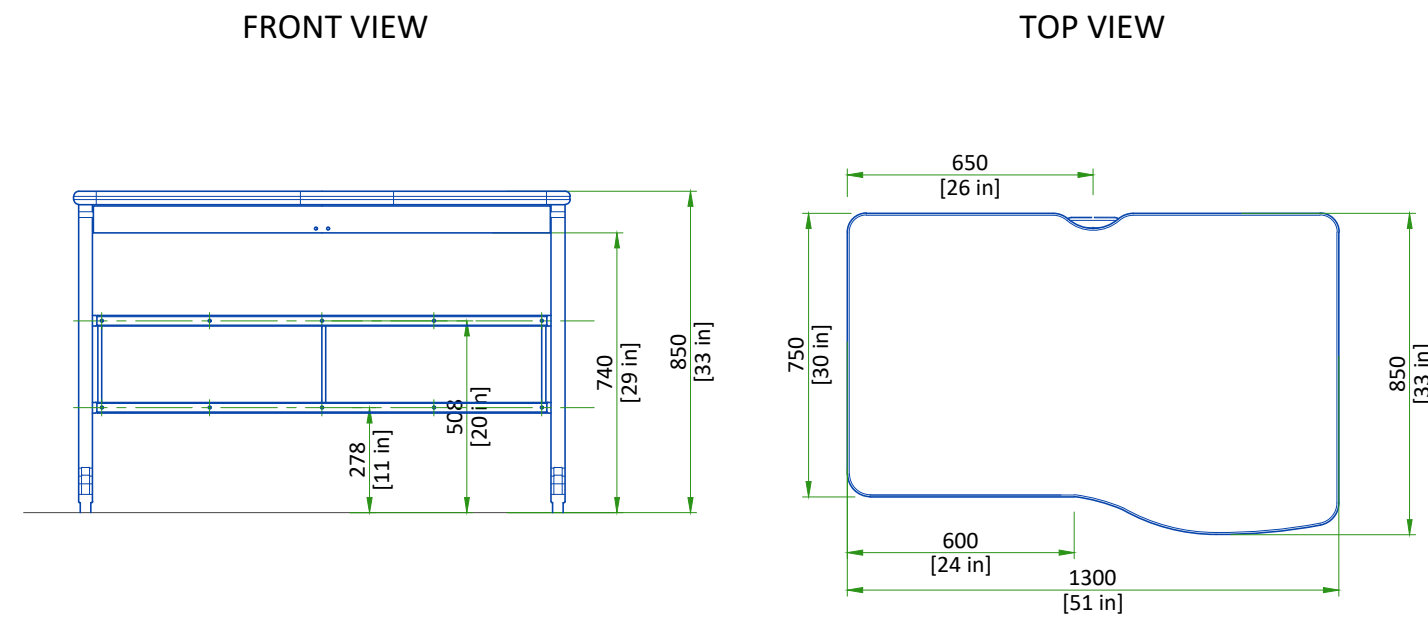 FRONT VIEW
TOP VIEW
650
[26 in]
740
[29 in]
850
[33 in]
508
[20 in]
278
[11 in]
750
[30 in]
850
[33 in]
600
[24 in]
1300
[51 in]